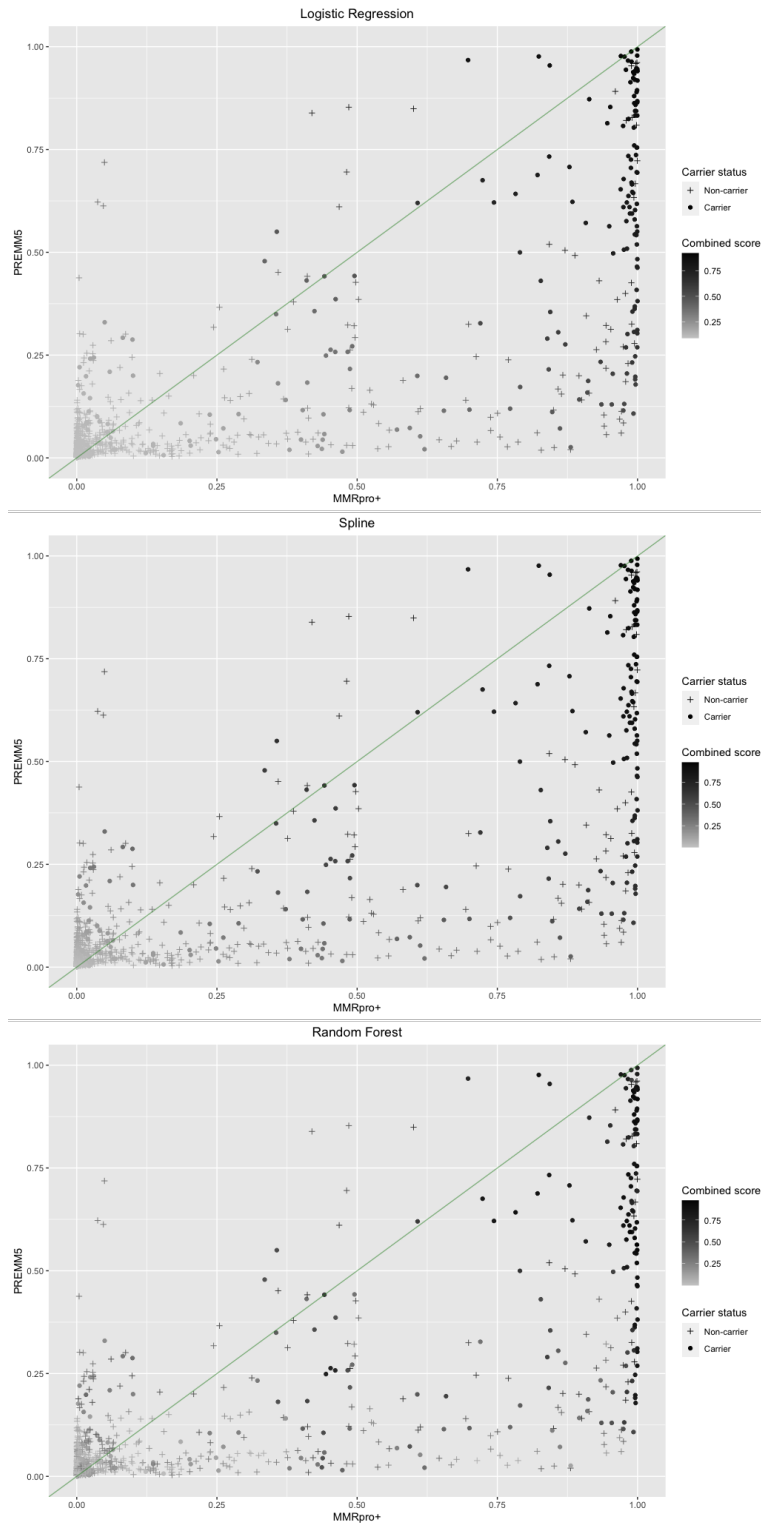 Logistic Regression
1.00
0.75
0.50
0.25
0.00
PREMM5
0.00 0.25 0.50 0.75 1.00
MMRpro+
Carrier status
Non-carrier
Carrier
Combined score
0.75
0.50
0.25
Spline
1.00
0.75
0.50
0.25
0.00
PREMM5
0.00 0.25 0.50 0.75 1.00
MMRpro+
Carrier status
Non-carrier
Carrier
Combined score
0.75
0.50
0.25
Random Forest
1.00
0.75
0.50
0.25
0.00
PREMM5
0.00 0.25 0.50 0.75 1.00
MMRpro+
Combined score
0.75
0.50
0.25
Carrier status
Non-carrier
Carrier